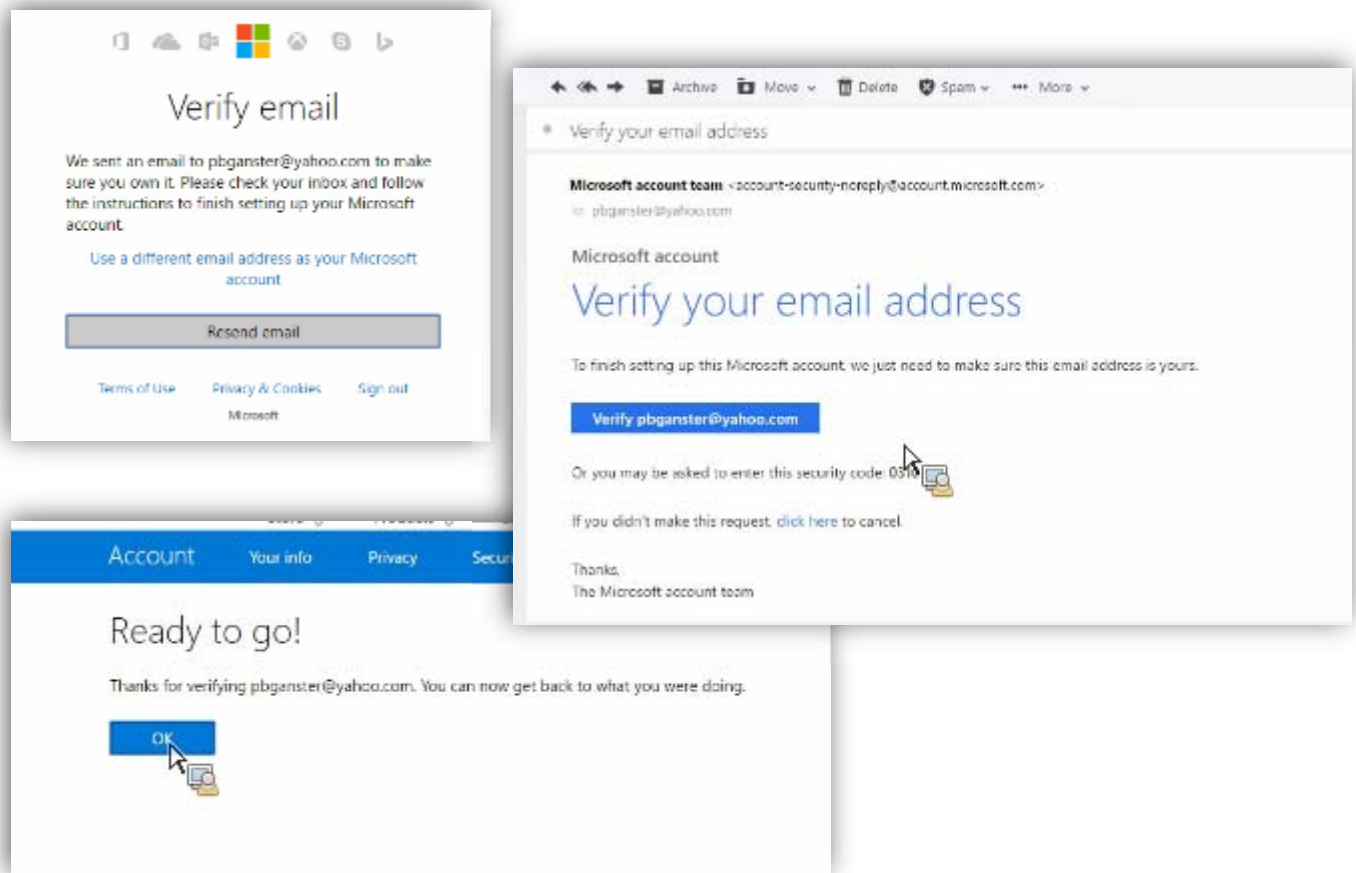 Verify email
We sent an email to pbganster@yahoo.com to make
sure you own it. Please check your inbox and follow
the instructions to finish setting up your Microsoft
account.
Use a different email address as your Microsoft
account
Resend email
Terms of Use Privacy & Cookies Sign out
Microsoft
Archive Move Delete Spam More
Verify your email address
Microsoft account team <account-security-noreply@account.microsoft.com>
to pbganster@yahoo.com
Microsoft account
Verify your email address
To finish setting up this Microsoft account, we just need to make sure this email address is yours.
Verify pbganster@yahoo.com
Or you may be asked to enter this security code:
If you didn't make this request, click here to cancel.
Thanks,
The Microsoft account team
Account Your info Privacy
Ready to go!
Thanks for verifying pbganster@yahoo.com. You can now get back to what you were doing.
OK